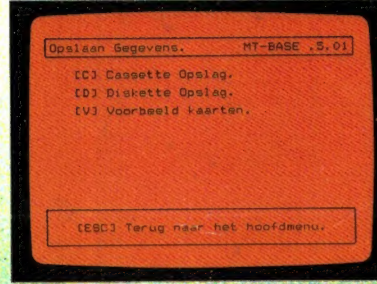 Opslaan Gegevens. MT-BASE .5,01
[C] Cassette Opslag.
[D] Diskette Opslag.
[V] Voorbeeld kaarten.
[ESC] Terug naar het hoofdmenu.